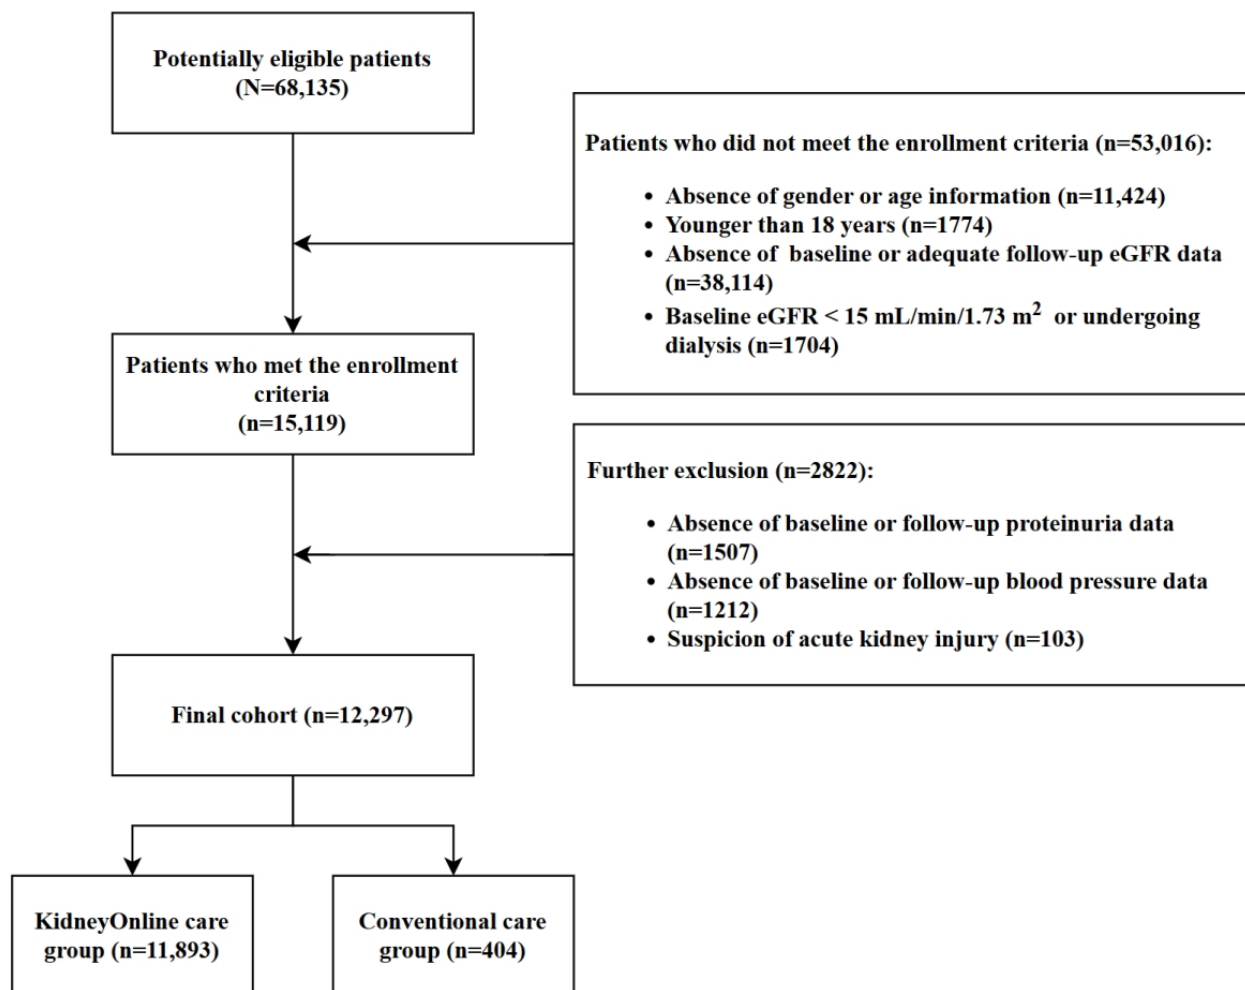 Potentially eligible patients
(N=68,135)
Patients who did not meet the enrollment criteria (n=53,016):
• Absence of gender or age information (n=11,424)
• Younger than 18 years (n=1774)
• Absence of baseline or adequate follow-up eGFR data
(n=38,114)
• Baseline eGFR < 15 mL/min/1.73 m² or undergoing
dialysis (n=1704)
Patients who met the enrollment
criteria
(n=15,119)
Further exclusion (n=2822):
• Absence of baseline or follow-up proteinuria data
(n=1507)
• Absence of baseline or follow-up blood pressure data
(n=1212)
• Suspicion of acute kidney injury (n=103)
Final cohort (n=12,297)
KidneyOnline care
group (n=11,893)
Conventional care
group (n=404)